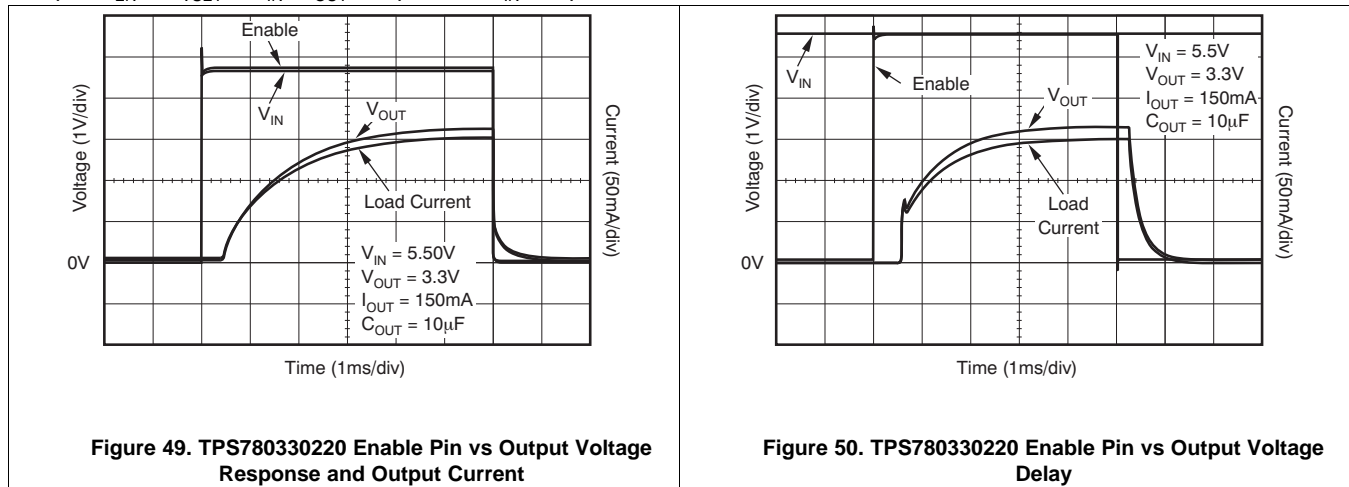 Enable
V_IN
V_OUT
Load Current
V_IN = 5.50V
V_OUT = 3.3V
I_OUT = 150mA
C_OUT = 10μF
Voltage (1V/div)
0V
Current (50mA/div)
Time (1ms/div)
Figure 49. TPS780330220 Enable Pin vs Output Voltage
Response and Output Current
V_IN
Enable
V_OUT
Load
Current
V_IN = 5.5V
V_OUT = 3.3V
I_OUT = 150mA
C_OUT = 10μF
Voltage (1V/div)
0V
Current (50mA/div)
Time (1ms/div)
Figure 50. TPS780330220 Enable Pin vs Output Voltage
Delay